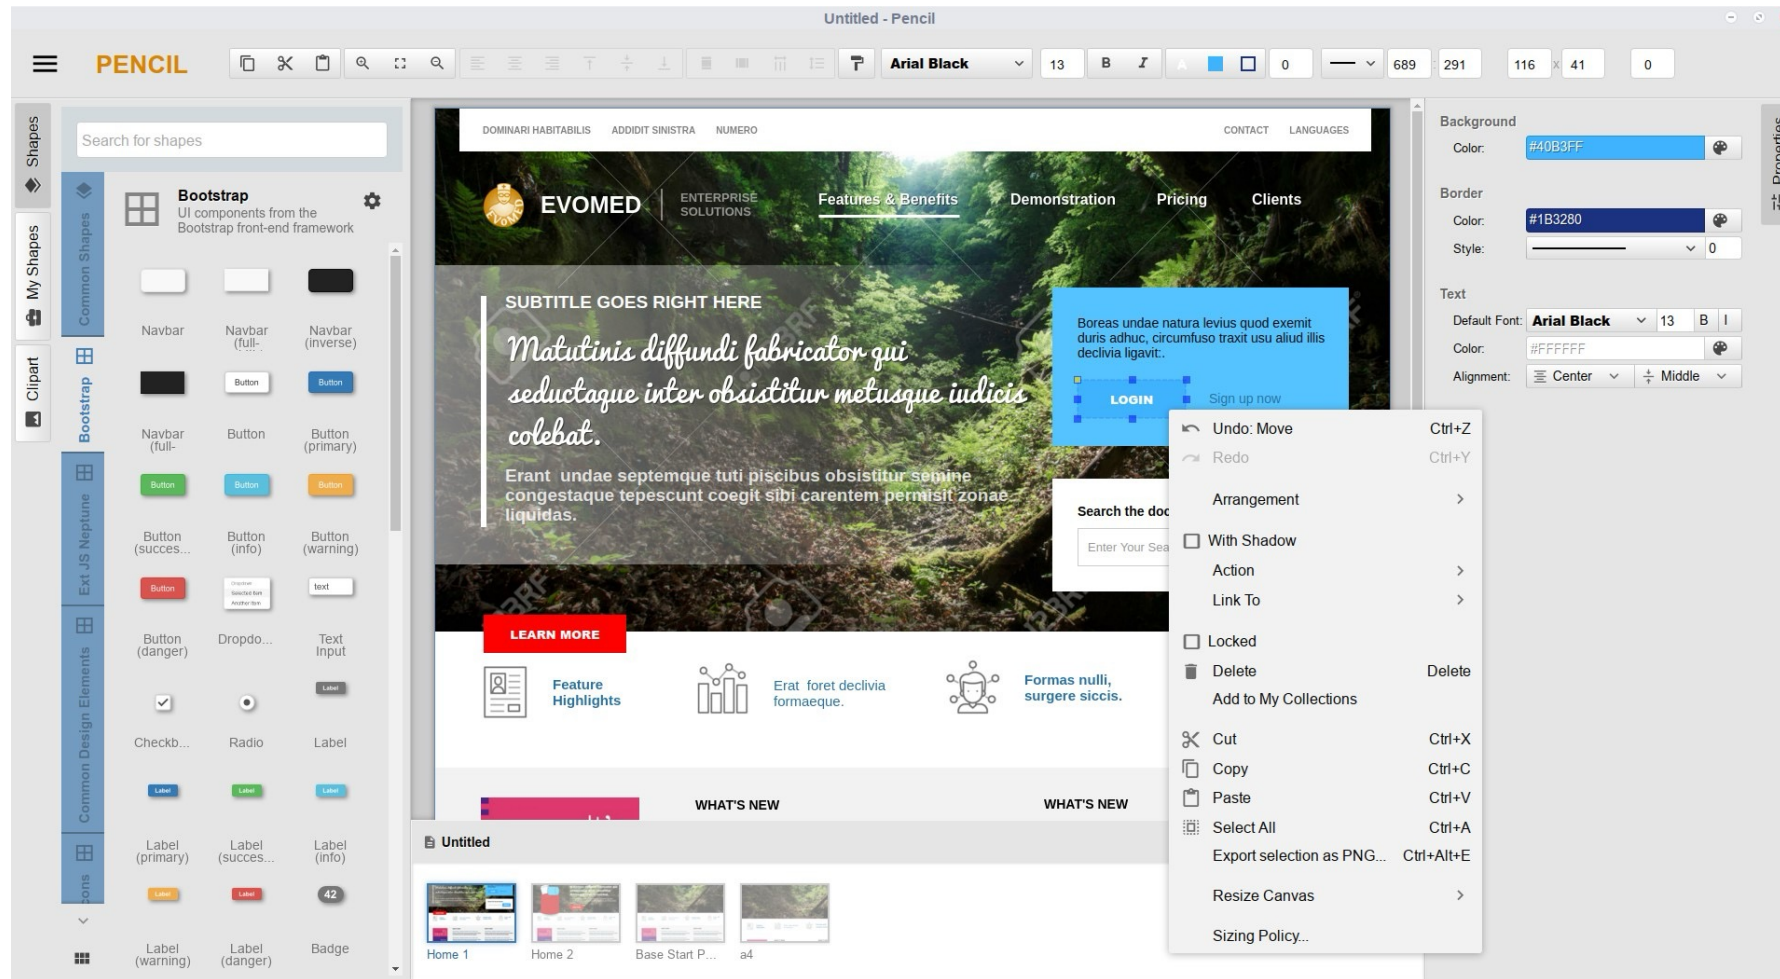 Untitled - Pencil
PENCIL
Arial Black
13
B
I
A
0
689 : 291
116 x 41
0
Shapes
My Shapes
Clipart
Search for shapes
Common Shapes
Bootstrap
Ext JS Neptune
Common Design Elements
Bootstrap
UI components from the
Bootstrap front-end framework
Navbar
Navbar
(full-
Navbar
(inverse)
Button
Button
Navbar
(full-
Button
Button
(primary)
Button
Button
Button
Button
(succes...
Button
(info)
Button
(warning)
Button
Dropdown
Selected Item
Another Item
text
Button
(danger)
Dropdo...
Text
Input
Label
Checkb...
Radio
Label
Label
Label
Label
Label
(primary)
Label
(succes...
Label
(info)
Label
Label
42
Label
(warning)
Label
(danger)
Badge
DOMINARI HABITABILIS ADDIDIT SINISTRA NUMERO
CONTACT LANGUAGES
EVOMED
EVOMED
ENTERPRISE
SOLUTIONS
Features & Benefits Demonstration Pricing Clients
SUBTITLE GOES RIGHT HERE
Matutinis diffundi fabricator qui
seductaque inter obsistitur metusque iudicis
colebat.
Erant undae septemque tuti piscibus obsistitur semine
congestaque tepescunt coegit sibi carentem permisit zonae
liquidas.
Boreas undae natura levius quod exemit
duris adhuc, circumfuso traxit usu aliud illis
declivia ligavit:.
LOGIN
Sign up now
Search the doc
Enter Your Sea
123RF
123RF
123RF
LEARN MORE
Feature
Highlights
Erat foret declivia
formaeque.
Formas nulli,
surgere siccis.
WHAT'S NEW
WHAT'S NEW
Undo: Move Ctrl+Z
Redo Ctrl+Y
Arrangement
With Shadow
Action
Link To
Locked
Delete Delete
Add to My Collections
Cut Ctrl+X
Copy Ctrl+C
Paste Ctrl+V
Select All Ctrl+A
Export selection as PNG... Ctrl+Alt+E
Resize Canvas
Sizing Policy...
Untitled
Home 1
Home 2
Base Start P...
a4
Background
Color: #40B3FF
Border
Color: #1B3280
Style: 0
Text
Default Font: Arial Black 13 B I
Color: #FFFFFF
Alignment: Center Middle
Properties